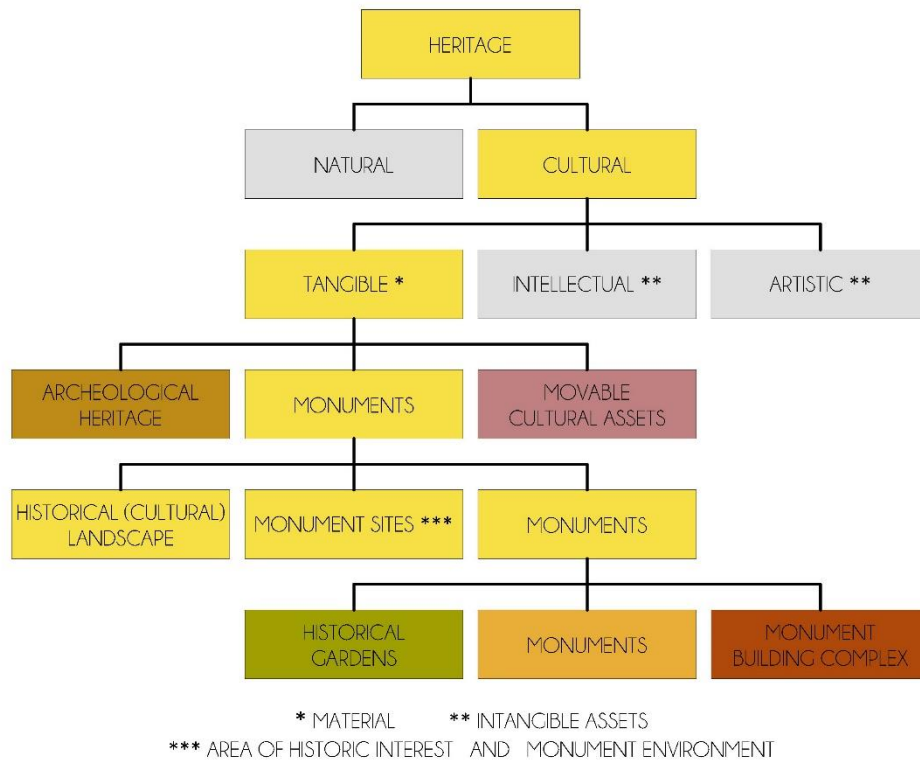 HERITAGE
NATURAL
CULTURAL
TANGIBLE *
INTELLECTUAL **
ARTISTIC **
ARCHEOLOGICAL
HERITAGE
MONUMENTS
MOVABLE
CULTURAL ASSETS
HISTORICAL (CULTURAL)
LANDSCAPE
MONUMENT SITES ***
MONUMENTS
HISTORICAL
GARDENS
MONUMENTS
MONUMENT
BUILDING COMPLEX
* MATERIAL ** INTANGIBLE ASSETS
*** AREA OF HISTORIC INTEREST AND MONUMENT ENVIRONMENT